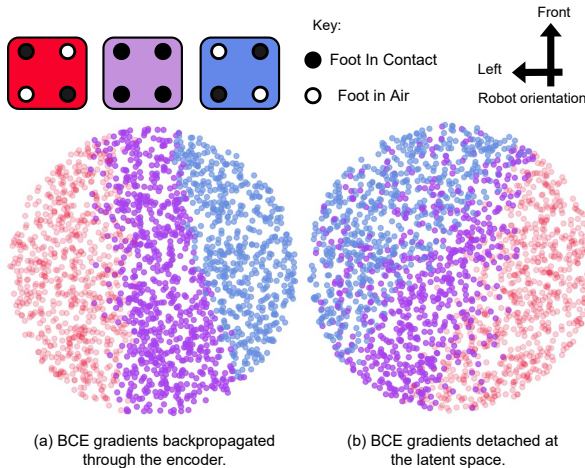 Key:
Foot In Contact
Foot in Air
Front
Left
Robot orientation
(a) BCE gradients backpropagated
through the encoder.
(b) BCE gradients detached at
the latent space.